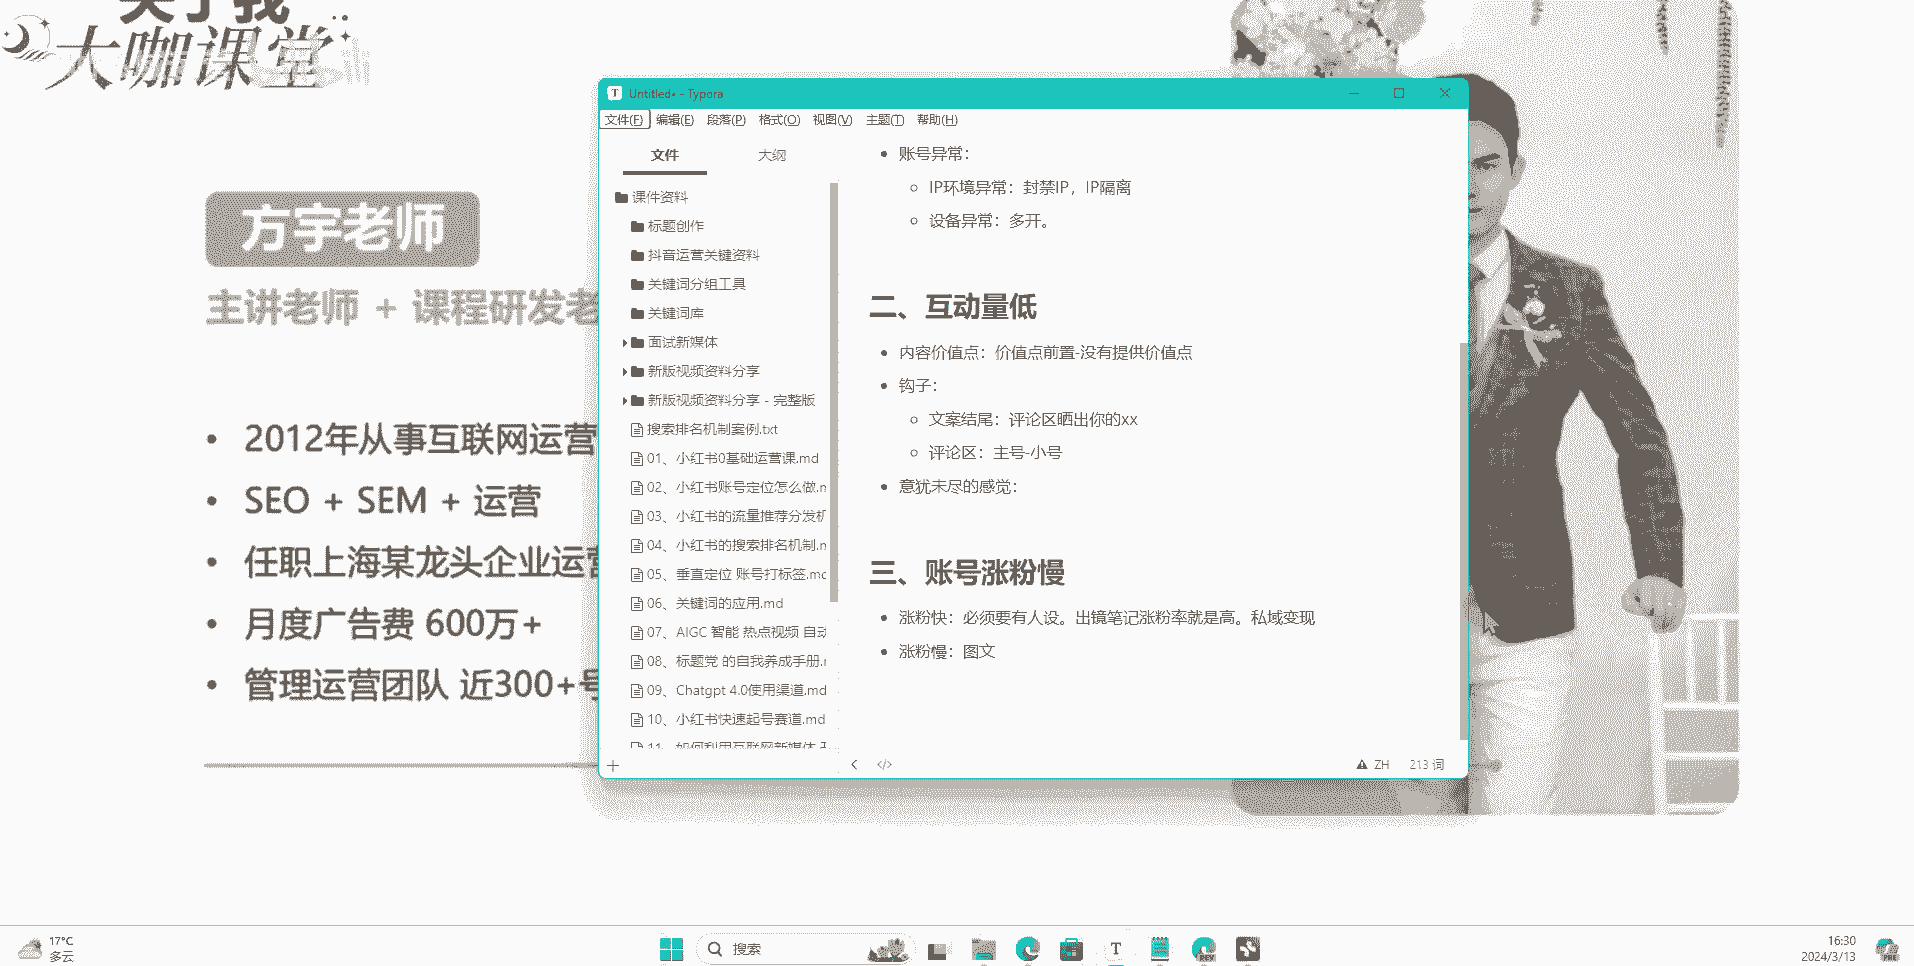 关于我
大咖课堂
方宇老师
主讲老师 + 课程研发老
2012年从事互联网运营
SEO + SEM + 运营
任职上海某龙头企业运营
月度广告费 600万+
管理运营团队 近300+号
Untitled• - Typora
文件(F) 编辑(E) 段落(P) 格式(O) 视图(V) 主题(T) 帮助(H)
文件 大纲
课件资料
标题创作
抖音运营关键资料
关键词分组工具
关键词库
面试新媒体
新版视频资料分享
新版视频资料分享 - 完整版
搜索排名机制案例.txt
01、小红书0基础运营课.md
02、小红书账号定位怎么做.m
03、小红书的流量推荐分发机
04、小红书的搜索排名机制.m
05、垂直定位 账号打标签.md
06、关键词的应用.md
07、AIGC 智能 热点视频 自动
08、标题党 的自我养成手册.m
09、Chatgpt 4.0使用渠道.md
10、小红书快速起号赛道.md
11、如何利用互联网新媒体
账号异常：
IP环境异常：封禁IP，IP隔离
设备异常：多开。
二、互动量低
内容价值点：价值点前置-没有提供价值点
钩子：
文案结尾：评论区晒出你的xx
评论区：主号-小号
意犹未尽的感觉：
三、账号涨粉慢
涨粉快：必须要有人设。出镜笔记涨粉率就是高。私域变现
涨粉慢：图文
ZH 213 词
17°C
多云
搜索
16:30
2024/3/13